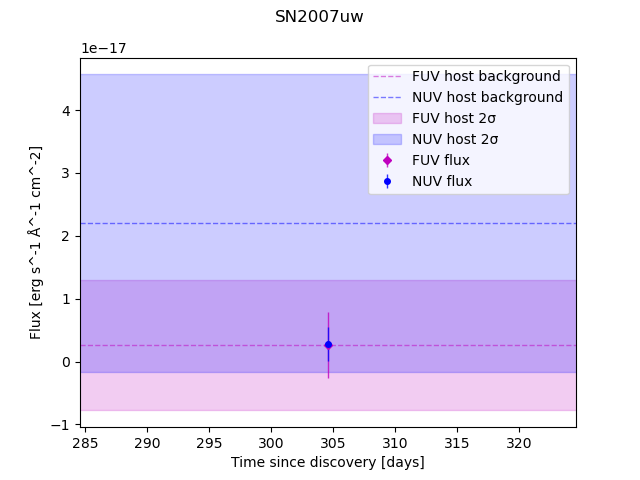 SN2007uw
1e−17
FUV host background
NUV host background
FUV host 2σ
NUV host 2σ
FUV flux
NUV flux
4
3
2
1
0
−1
Flux [erg s^-1 Å^-1 cm^-2]
285 290 295 300 305 310 315 320
Time since discovery [days]